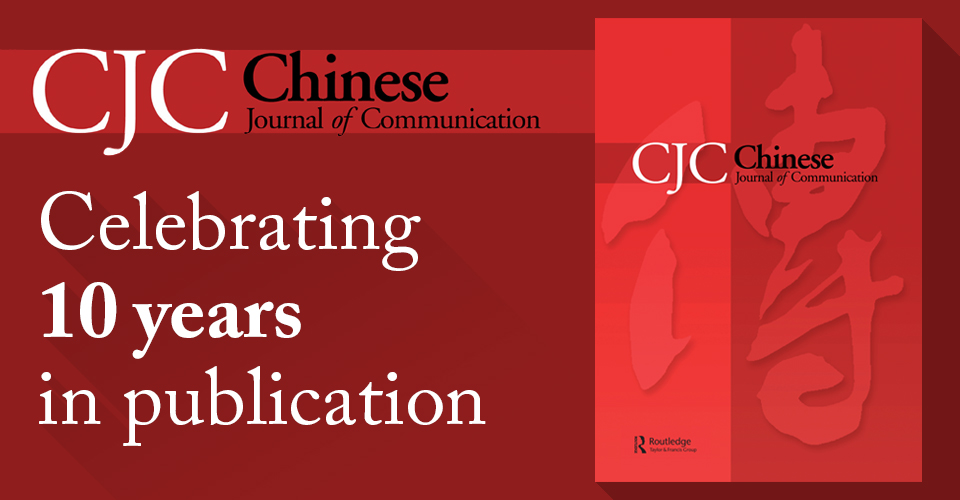 CJC Chinese
Journal of Communication
Celebrating
10 years
in publication
傳
CJC Chinese
Journal of Communication
Routledge
Taylor & Francis Group